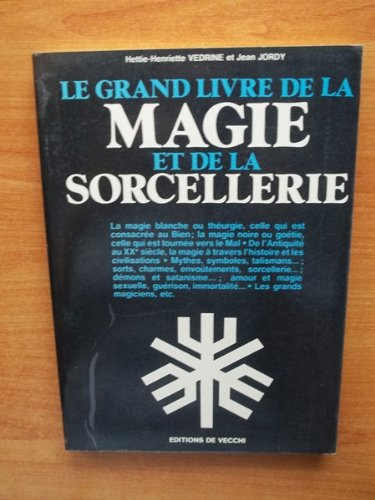 Hettie-Henriette VEDRINE et Jean JORDY
LE GRAND LIVRE DE LA
MAGIE
ET DE LA
SORCELLERIE
La magie blanche ou théurgie, celle qui est
consacrée au Bien ; la magie noire ou goétie,
celle qui est tournée vers le Mal • De l'Antiquité
au XXe siècle, la magie à travers l'histoire et les
civilisations • Mythes, symboles, talismans... ;
sorts, charmes, envoûtements, sorcellerie... ;
démons et satanisme... ; amour et magie
sexuelle, guérison, immortalité... • Les grands
magiciens, etc.
EDITIONS DE VECCHI